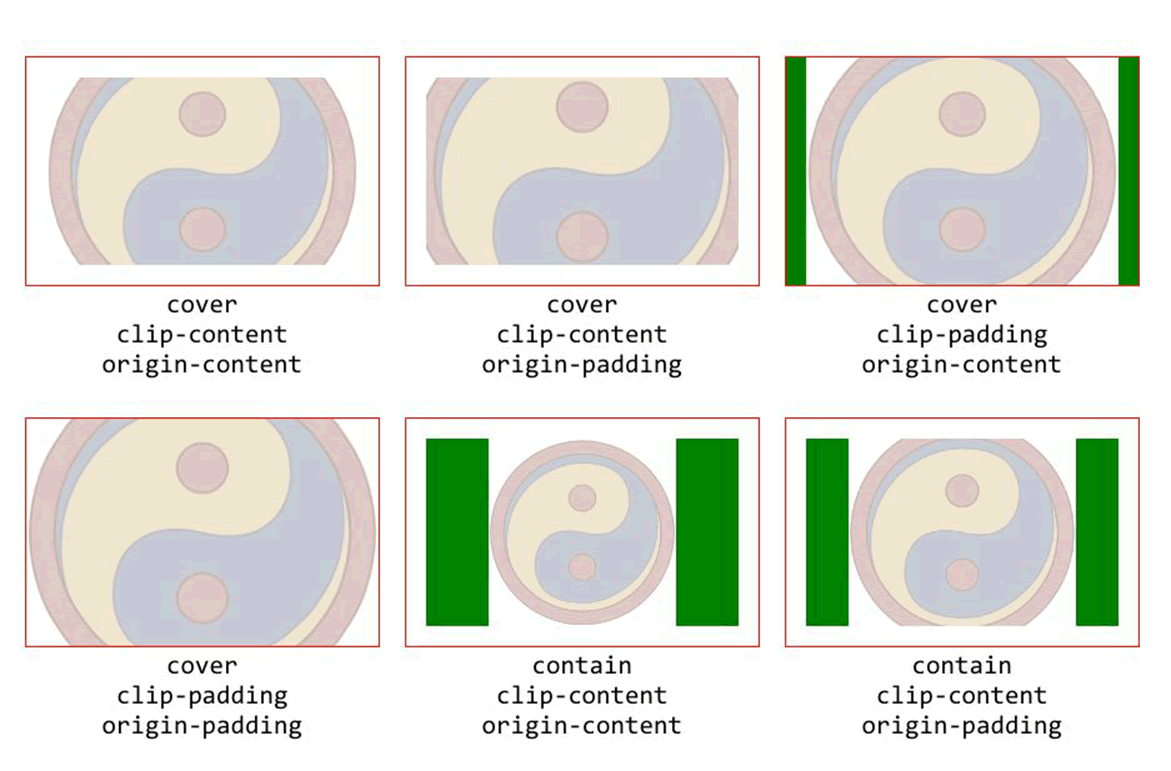 cover
clip-content
origin-content
cover
clip-content
origin-padding
cover
clip-padding
origin-content
cover
clip-padding
origin-padding
contain
clip-content
origin-content
contain
clip-content
origin-padding